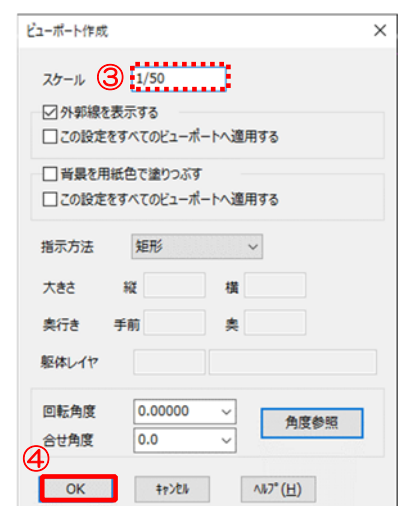 ビューポート作成
スケール ③ 1/50
外郭線を表示する
この設定をすべてのビューポートへ適用する
背景を用紙色で塗りつぶす
この設定をすべてのビューポートへ適用する
指示方法 矩形
大きさ 縦 横
奥行き 手前 奥
躯体レイヤ
回転角度 0.00000
角度参照
合せ角度 0.0
④
OK ｷｬﾝｾﾙ ﾍﾙﾌﾟ(H)